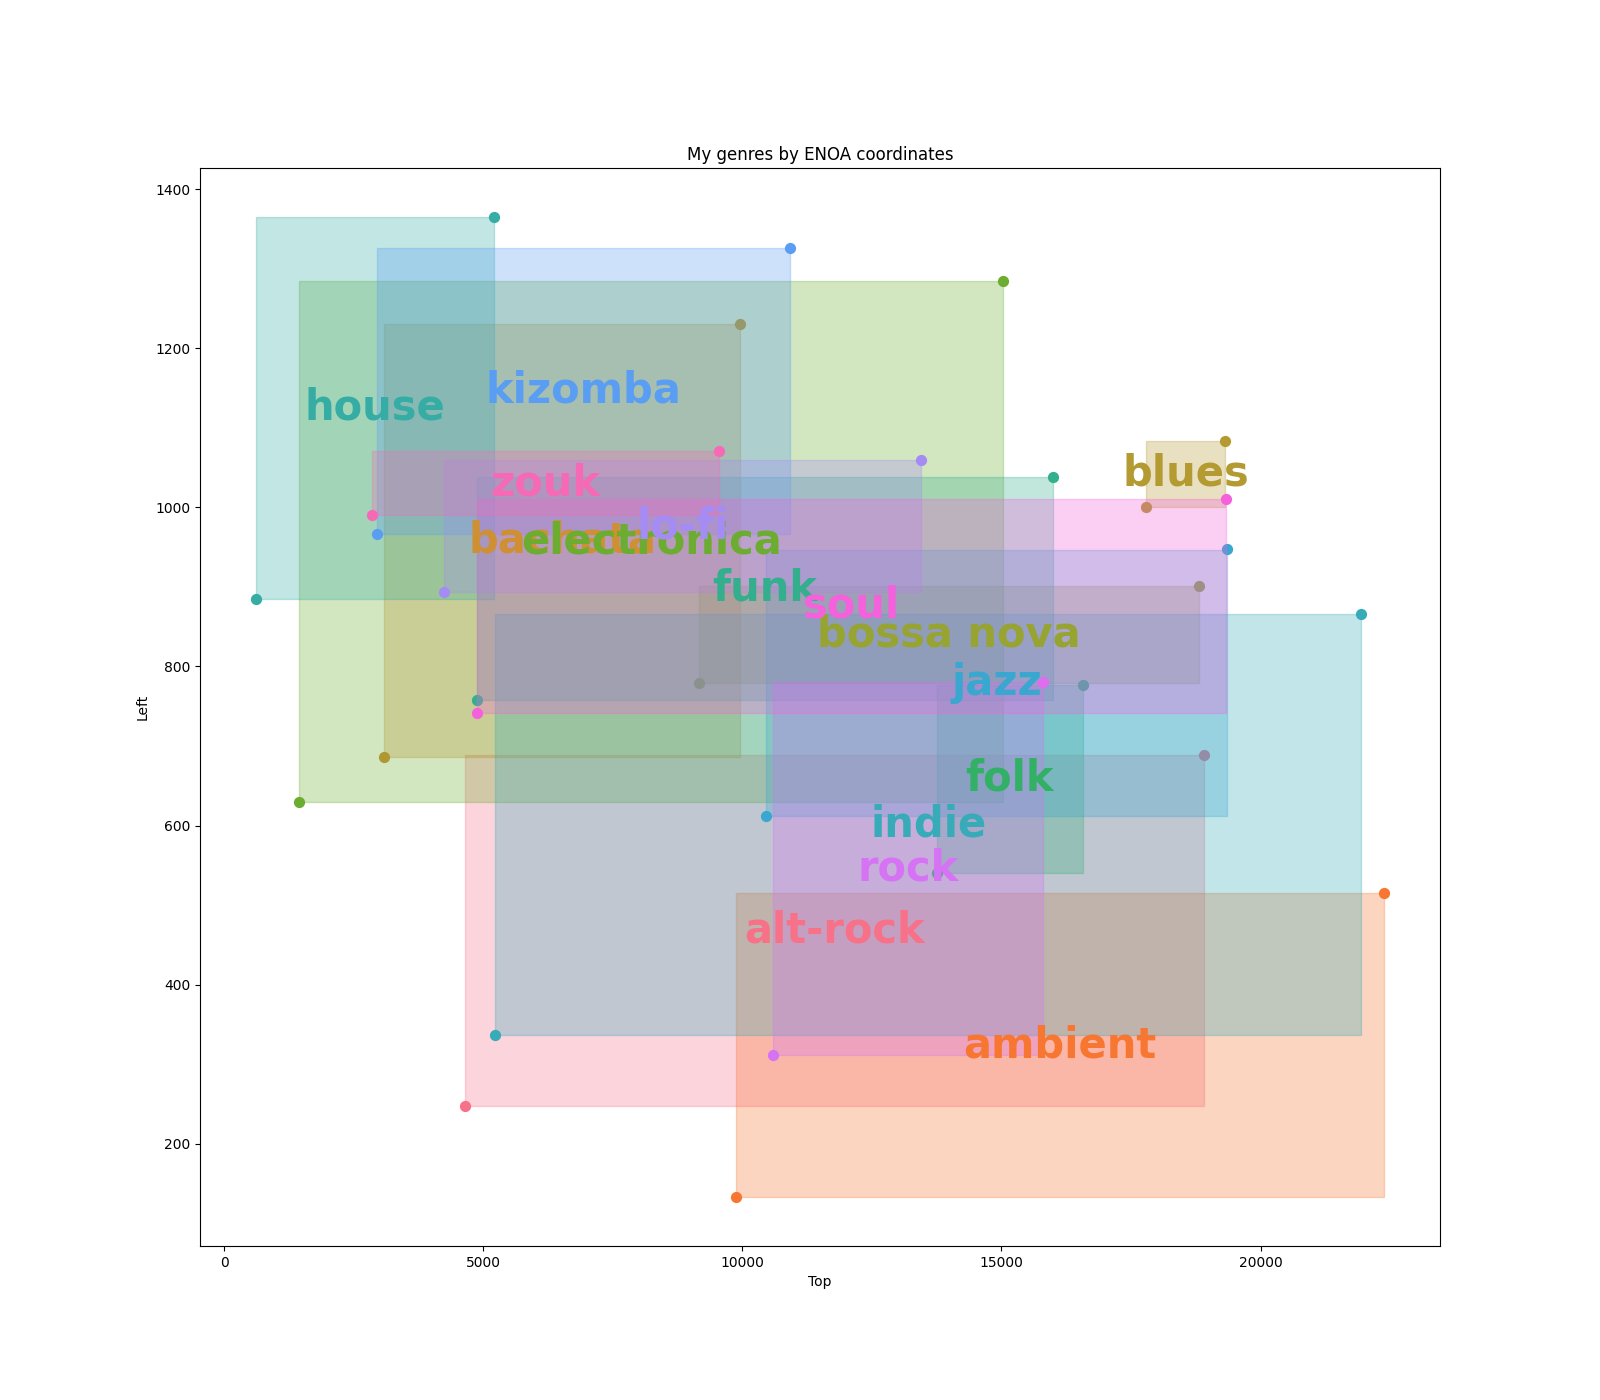 My genres by ENOA coordinates
1400
1200
1000
800
600
400
200
Left
house
kizomba
zouk
blues
bachata
electronica
lo-fi
funk
soul
bossa nova
jazz
folk
indie
rock
alt-rock
ambient
0
5000
10000
15000
20000
Top